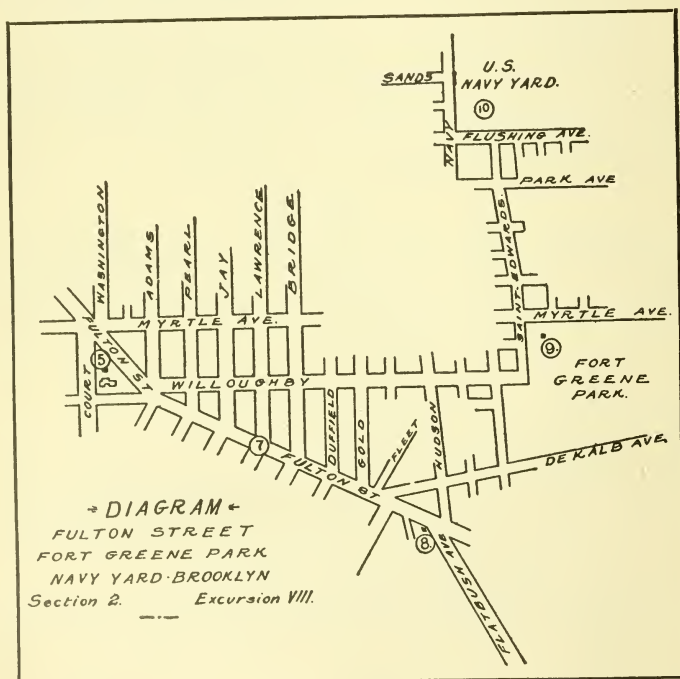 SANDS
U.S.
NAVY YARD.
10
NAVY
FLUSHING AVE.
PARK AVE
SAINT-EDWARDS.
WASHINGTON
ADAMS
PEARL
JAY
LAWRENCE
BRIDGE
MYRTLE AVE.
MYRTLE AVE.
FULTON ST
5
COURT
WILLOUGHBY
9.
FORT
GREENE
PARK.
DUFFIELD
GOLD
FLEET
HUDSON
7
FULTON ST
DE KALB AVE.
8.
FLATBUSH AVE
DIAGRAM
FULTON STREET
FORT GREENE PARK
NAVY YARD-BROOKLYN
Section 2. Excursion VIII.